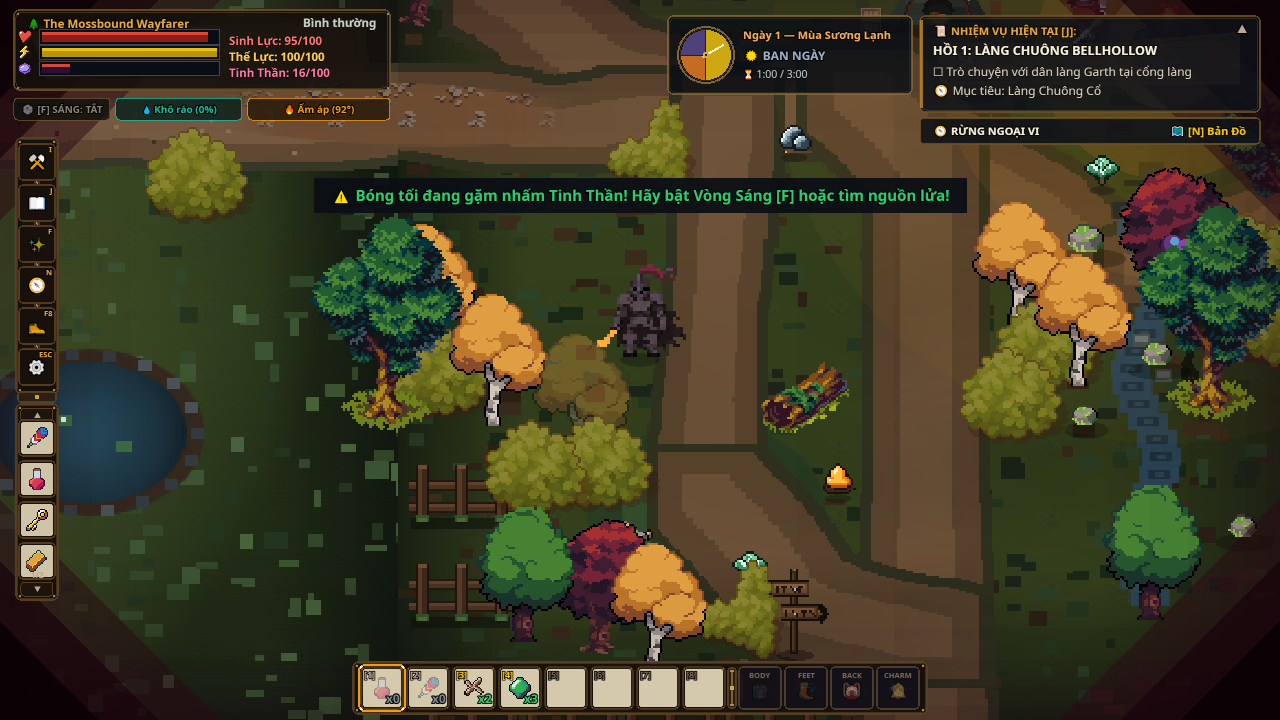 The Mossbound Wayfarer
Bình thường
Sinh Lực: 95/100
Thể Lực: 100/100
Tinh Thần: 16/100
[F] SÁNG: TẮT
Khô ráo (0%)
Ấm áp (92°)
Ngày 1 — Mùa Sương Lạnh
BAN NGÀY
1:00 / 3:00
NHIỆM VỤ HIỆN TẠI [J]:
HỒI 1: LÀNG CHUÔNG BELLHOLLOW
Trò chuyện với dân làng Garth tại cổng làng
Mục tiêu: Làng Chuông Cổ
RỪNG NGOẠI VI
[N] Bản Đồ
Bóng tối đang gặm nhấm Tinh Thần! Hãy bật Vòng Sáng [F] hoặc tìm nguồn lửa!
I
J
F
N
F8
ESC
[1] x0
[2] x0
[3] x2
[4] x3
[5]
[6]
[7]
[8]
BODY
FEET
BACK
CHARM